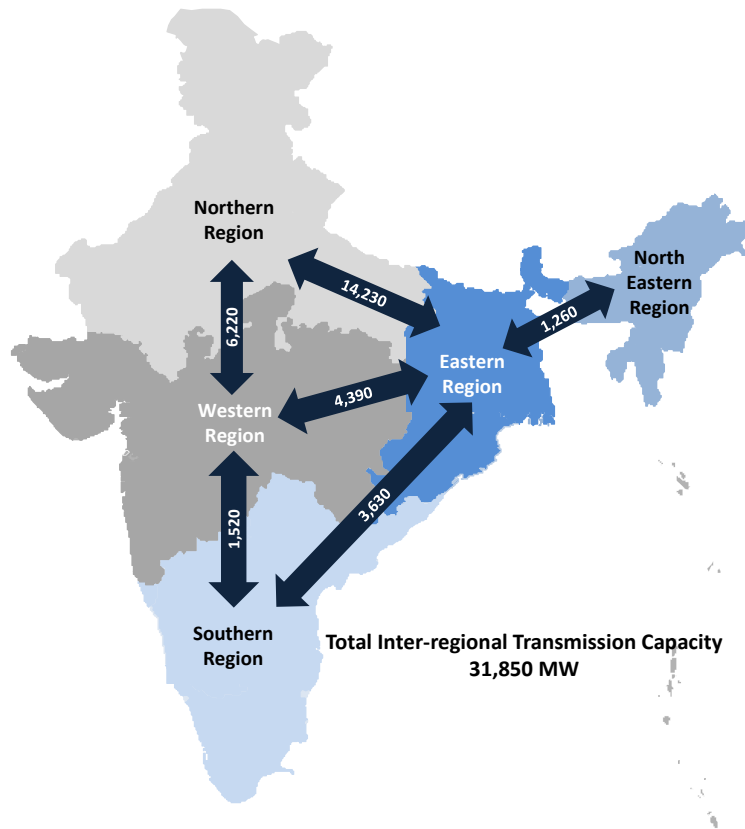 Northern
Region
North
Eastern
Region
14,230
6,220
1,260
Eastern
Region
4,390
Western
Region
3,630
1,520
Southern
Region
Total Inter-regional Transmission Capacity
31,850 MW